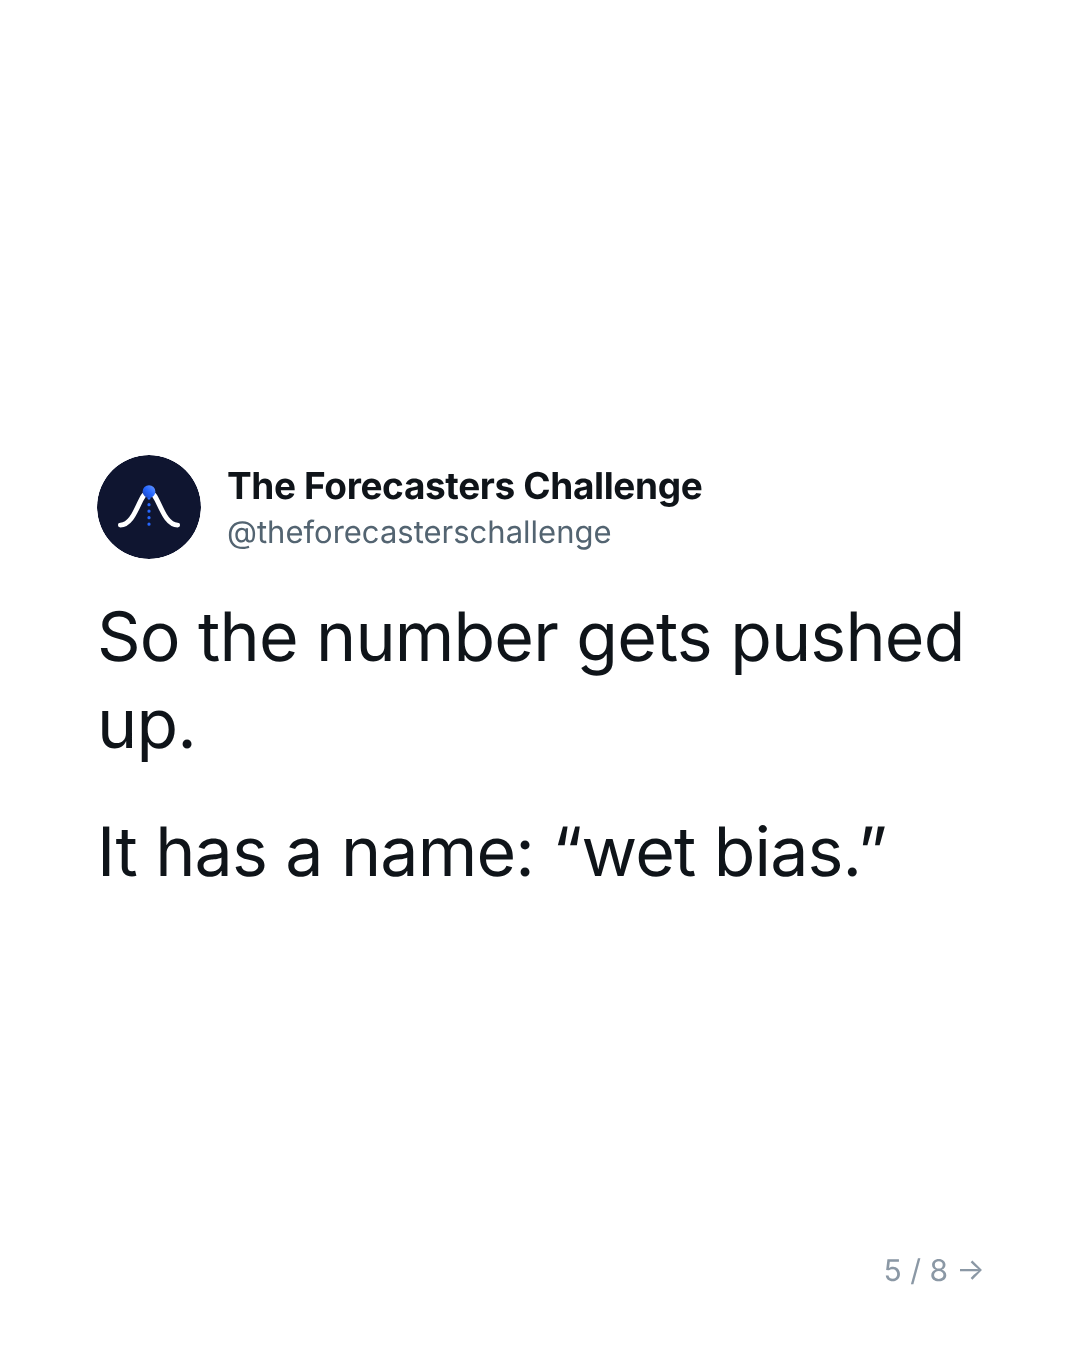 The Forecasters Challenge
@theforecasterschallenge
So the number gets pushed
up.
It has a name: “wet bias.”
5 / 8 →